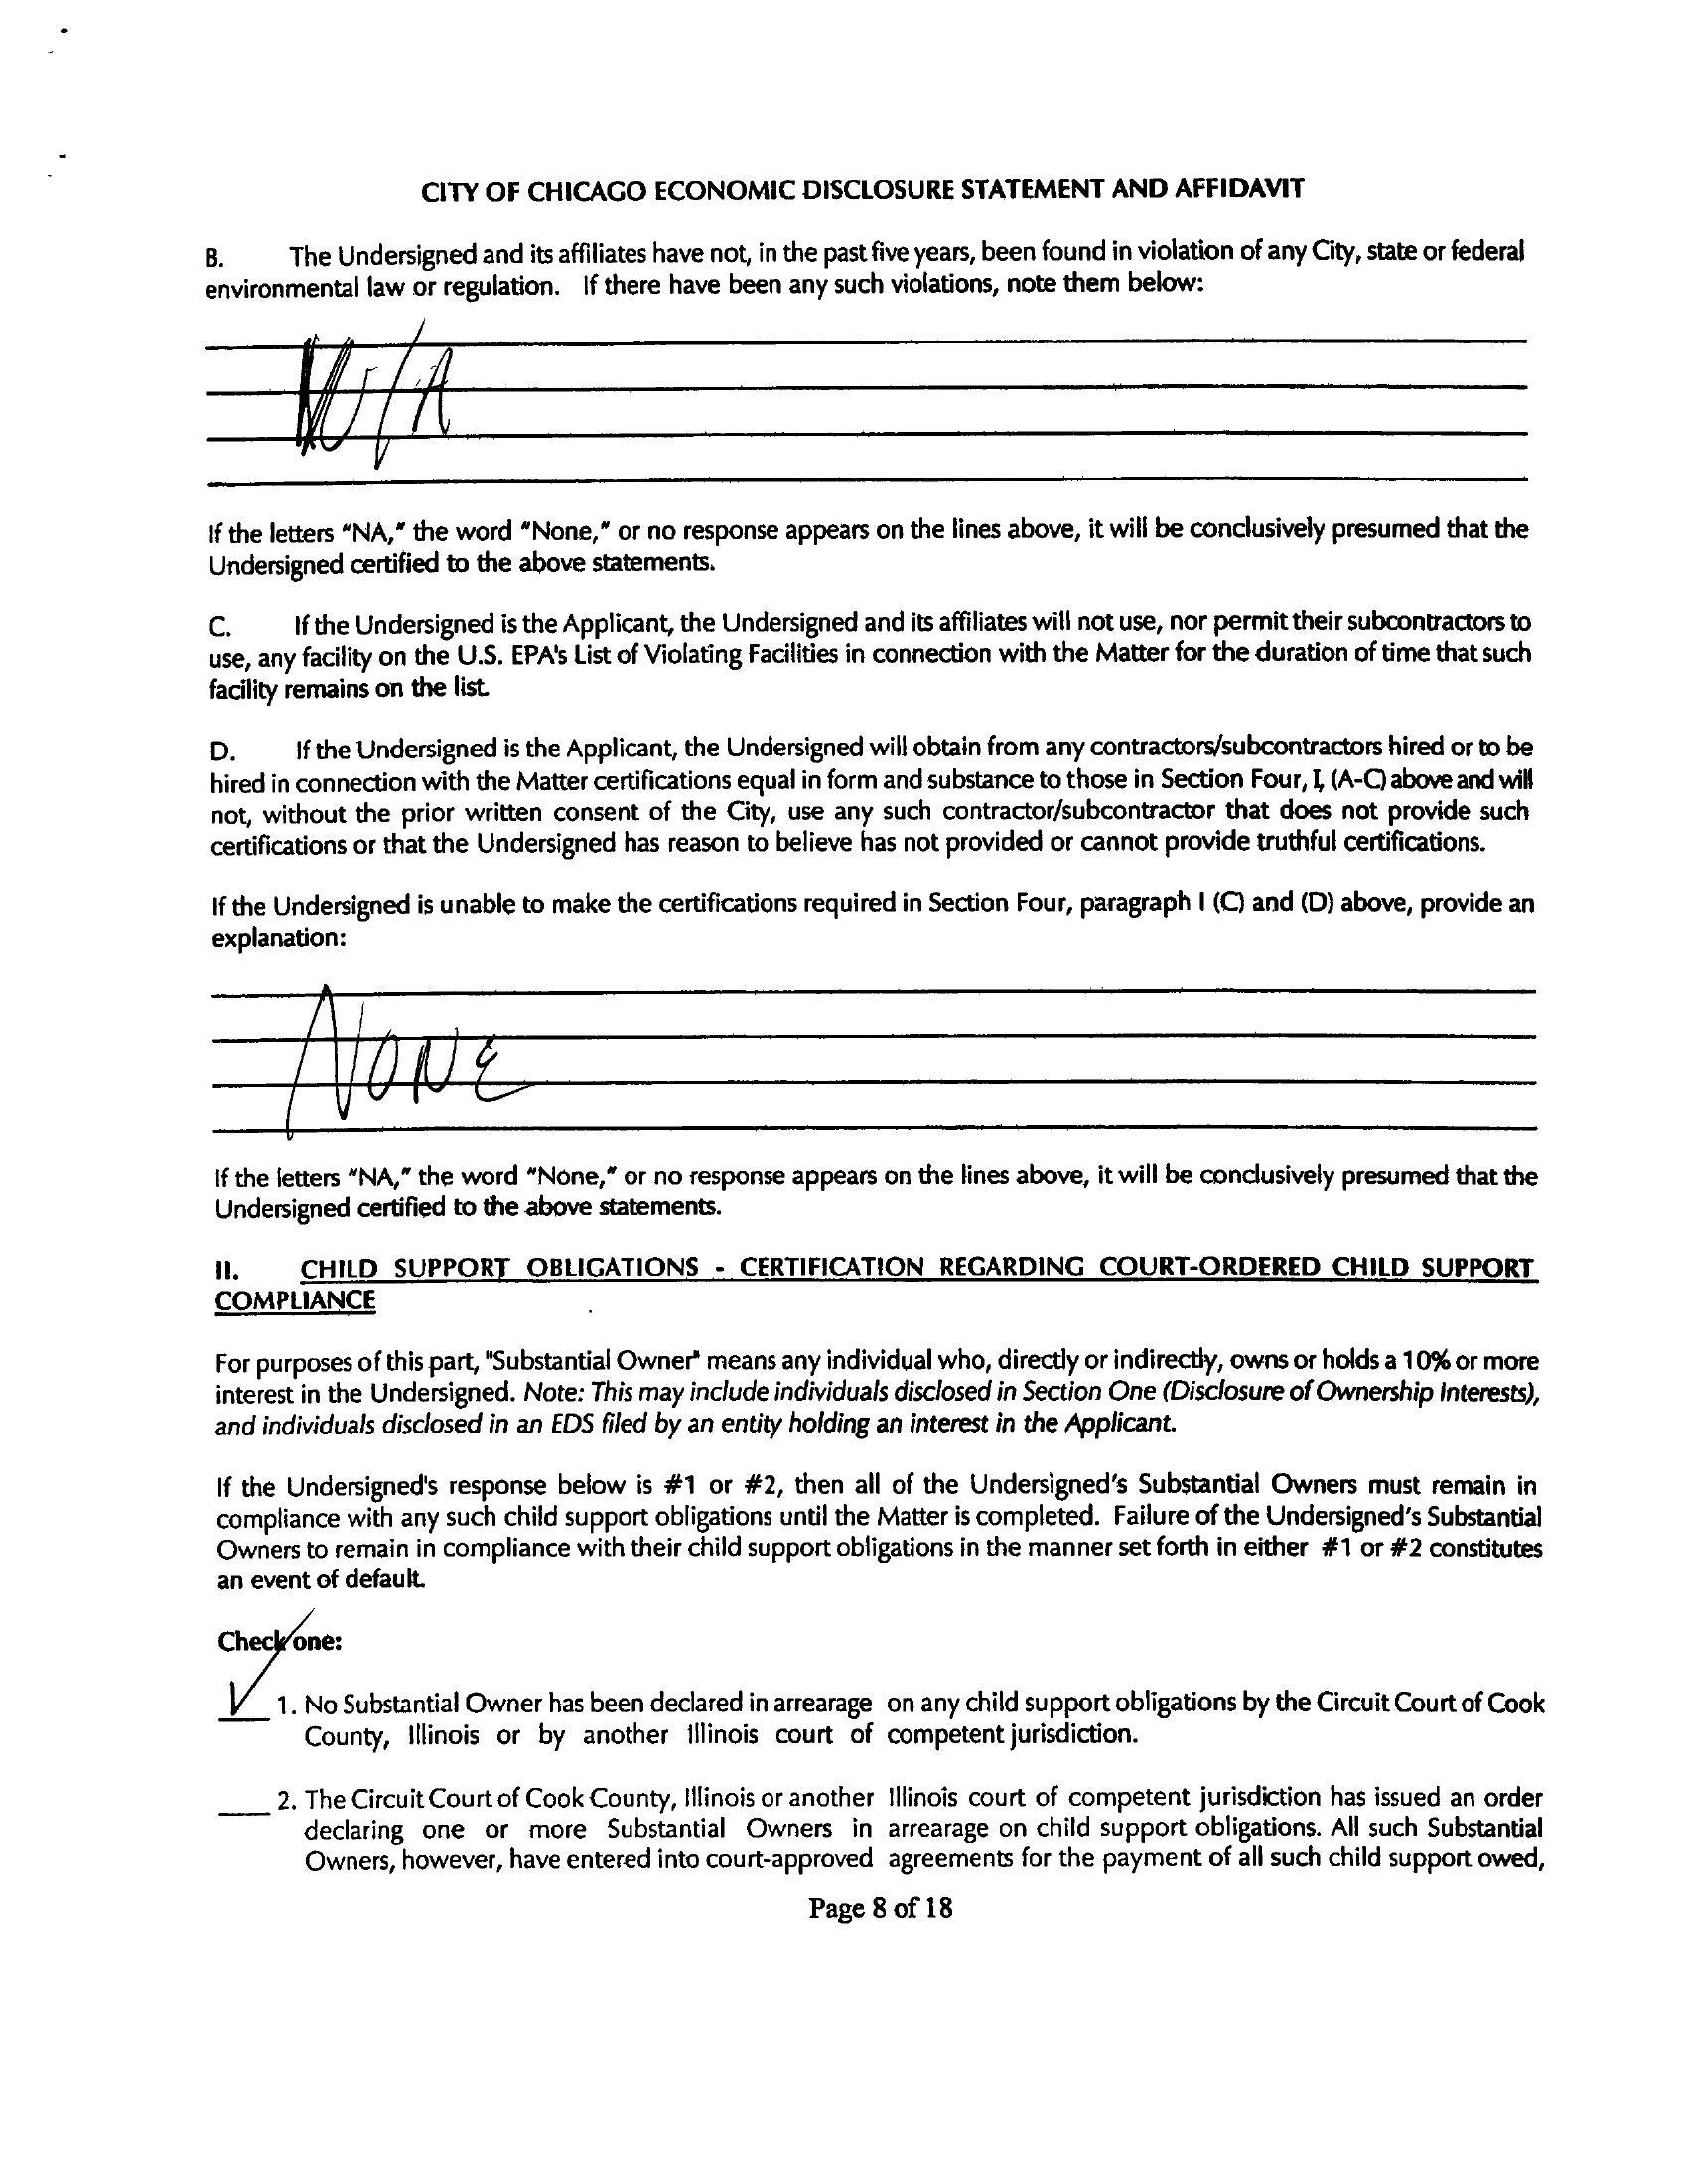 CITY OF CHICAGO ECONOMIC DISCLOSURE STATEMENT AND AFFIDAVIT
B. The Undersigned and its affiliates have not, in the past five years, been found in violation of any City, state or federal
environmental law or regulation. If there have been any such violations, note them below:
N/A
If the letters "NA," the word "None," or no response appears on the lines above, it will be conclusively presumed that the
Undersigned certified to the above statements.
C. If the Undersigned is the Applicant, the Undersigned and its affiliates will not use, nor permit their subcontractors to
use, any facility on the U.S. EPA's List of Violating Facilities in connection with the Matter for the duration of time that such
facility remains on the list.
D. If the Undersigned is the Applicant, the Undersigned will obtain from any contractors/subcontractors hired or to be
hired in connection with the Matter certifications equal in form and substance to those in Section Four, I, (A-C) above and will
not, without the prior written consent of the City, use any such contractor/subcontractor that does not provide such
certifications or that the Undersigned has reason to believe has not provided or cannot provide truthful certifications.
If the Undersigned is unable to make the certifications required in Section Four, paragraph I (C) and (D) above, provide an
explanation:
NONE
If the letters "NA," the word "None," or no response appears on the lines above, it will be conclusively presumed that the
Undersigned certified to the above statements.
II. CHILD SUPPORT OBLIGATIONS - CERTIFICATION REGARDING COURT-ORDERED CHILD SUPPORT
COMPLIANCE
For purposes of this part, "Substantial Owner" means any individual who, directly or indirectly, owns or holds a 10% or more
interest in the Undersigned. Note: This may include individuals disclosed in Section One (Disclosure of Ownership Interests),
and individuals disclosed in an EDS filed by an entity holding an interest in the Applicant.
If the Undersigned's response below is #1 or #2, then all of the Undersigned's Substantial Owners must remain in
compliance with any such child support obligations until the Matter is completed. Failure of the Undersigned's Substantial
Owners to remain in compliance with their child support obligations in the manner set forth in either #1 or #2 constitutes
an event of default.
Check one:
1. No Substantial Owner has been declared in arrearage on any child support obligations by the Circuit Court of Cook
County, Illinois or by another Illinois court of competent jurisdiction.
2. The Circuit Court of Cook County, Illinois or another Illinois court of competent jurisdiction has issued an order
declaring one or more Substantial Owners in arrearage on child support obligations. All such Substantial
Owners, however, have entered into court-approved agreements for the payment of all such child support owed,
Page 8 of 18